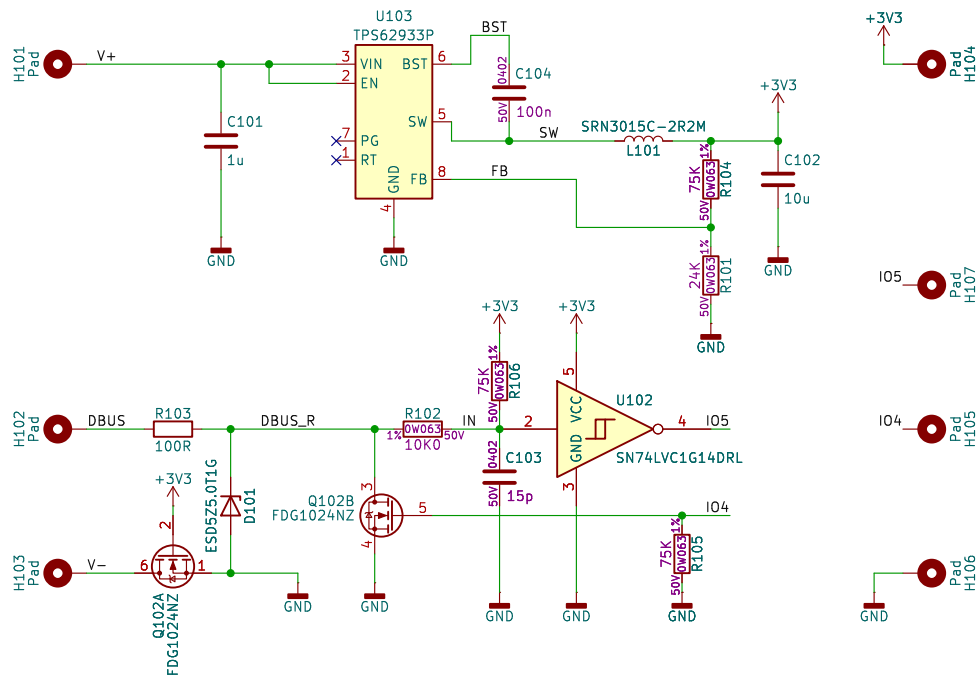 U103
TPS62933P
BST
+3V3
H101
Pad
V+
3
VIN
BST
6
2
EN
0402
C104
50V
100n
+3V3
H104
Pad
C101
1u
7
PG
1
RT
SW
5
SW
SRN3015C-2R2M
L101
GND
4
FB
8
FB
75K
0W063
1%
50V
R104
C102
10u
GND
GND
GND
24K
0W063
1%
50V
R101
GND
IO5
H107
Pad
+3V3
+3V3
75K
0W063
1%
50V
R106
5
U102
VCC
GND
H102
Pad
DBUS
R103
100R
DBUS_R
R102
1%
0W063
50V
10K0
IN
2
4
IO5
SN74LVC1G14DRL
IO4
H105
Pad
0402
C103
50V
15p
3
ESD5Z5.0T1G
D101
+3V3
2
Q102B
FDG1024NZ
3
4
5
IO4
H103
Pad
V-
6
1
Q102A
FDG1024NZ
75K
0W063
1%
50V
R105
H106
Pad
GND
GND
GND
GND
GND
GND